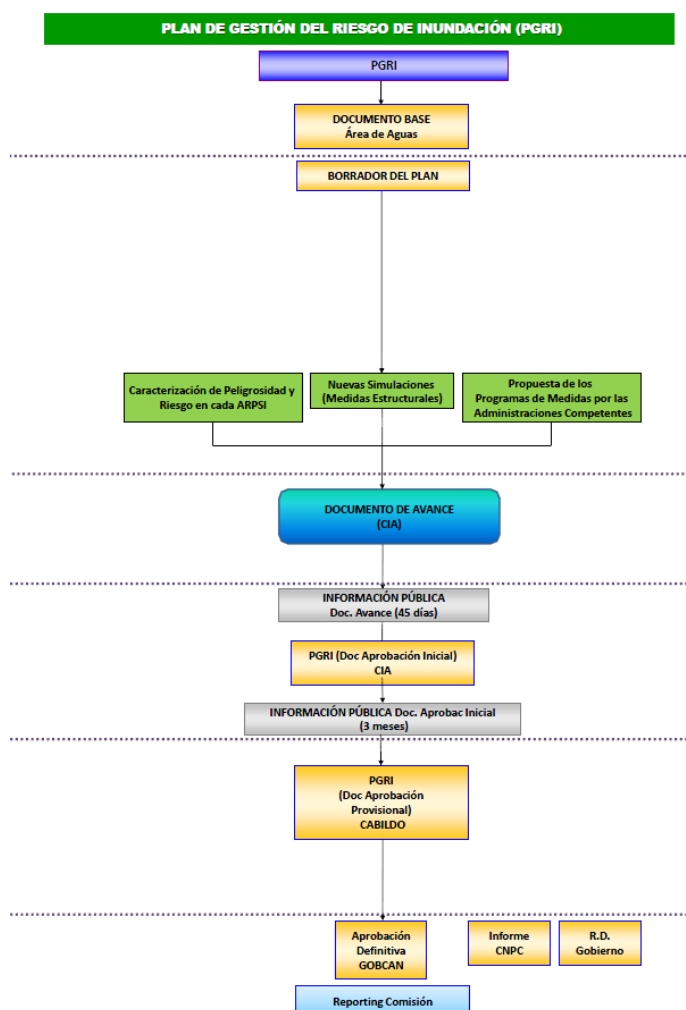 PLAN DE GESTIÓN DEL RIESGO DE INUNDACIÓN (PGRI)
PGRI
DOCUMENTO BASE
Área de Aguas
BORRADOR DEL PLAN
Caracterización de Peligrosidad y
Riesgo en cada ARPSI
Nuevas Simulaciones
(Medidas Estructurales)
Propuesta de los
Programas de Medidas por las
Administraciones Competentes
DOCUMENTO DE AVANCE
(CIA)
INFORMACIÓN PÚBLICA
Doc. Avance (45 días)
PGRI (Doc Aprobación Inicial)
CIA
INFORMACIÓN PÚBLICA Doc. Aprobac Inicial
(3 meses)
PGRI
(Doc Aprobación
Provisional)
CABILDO
Aprobación
Definitiva
GOBCAN
Informe
CNPC
R.D.
Gobierno
Reporting Comisión